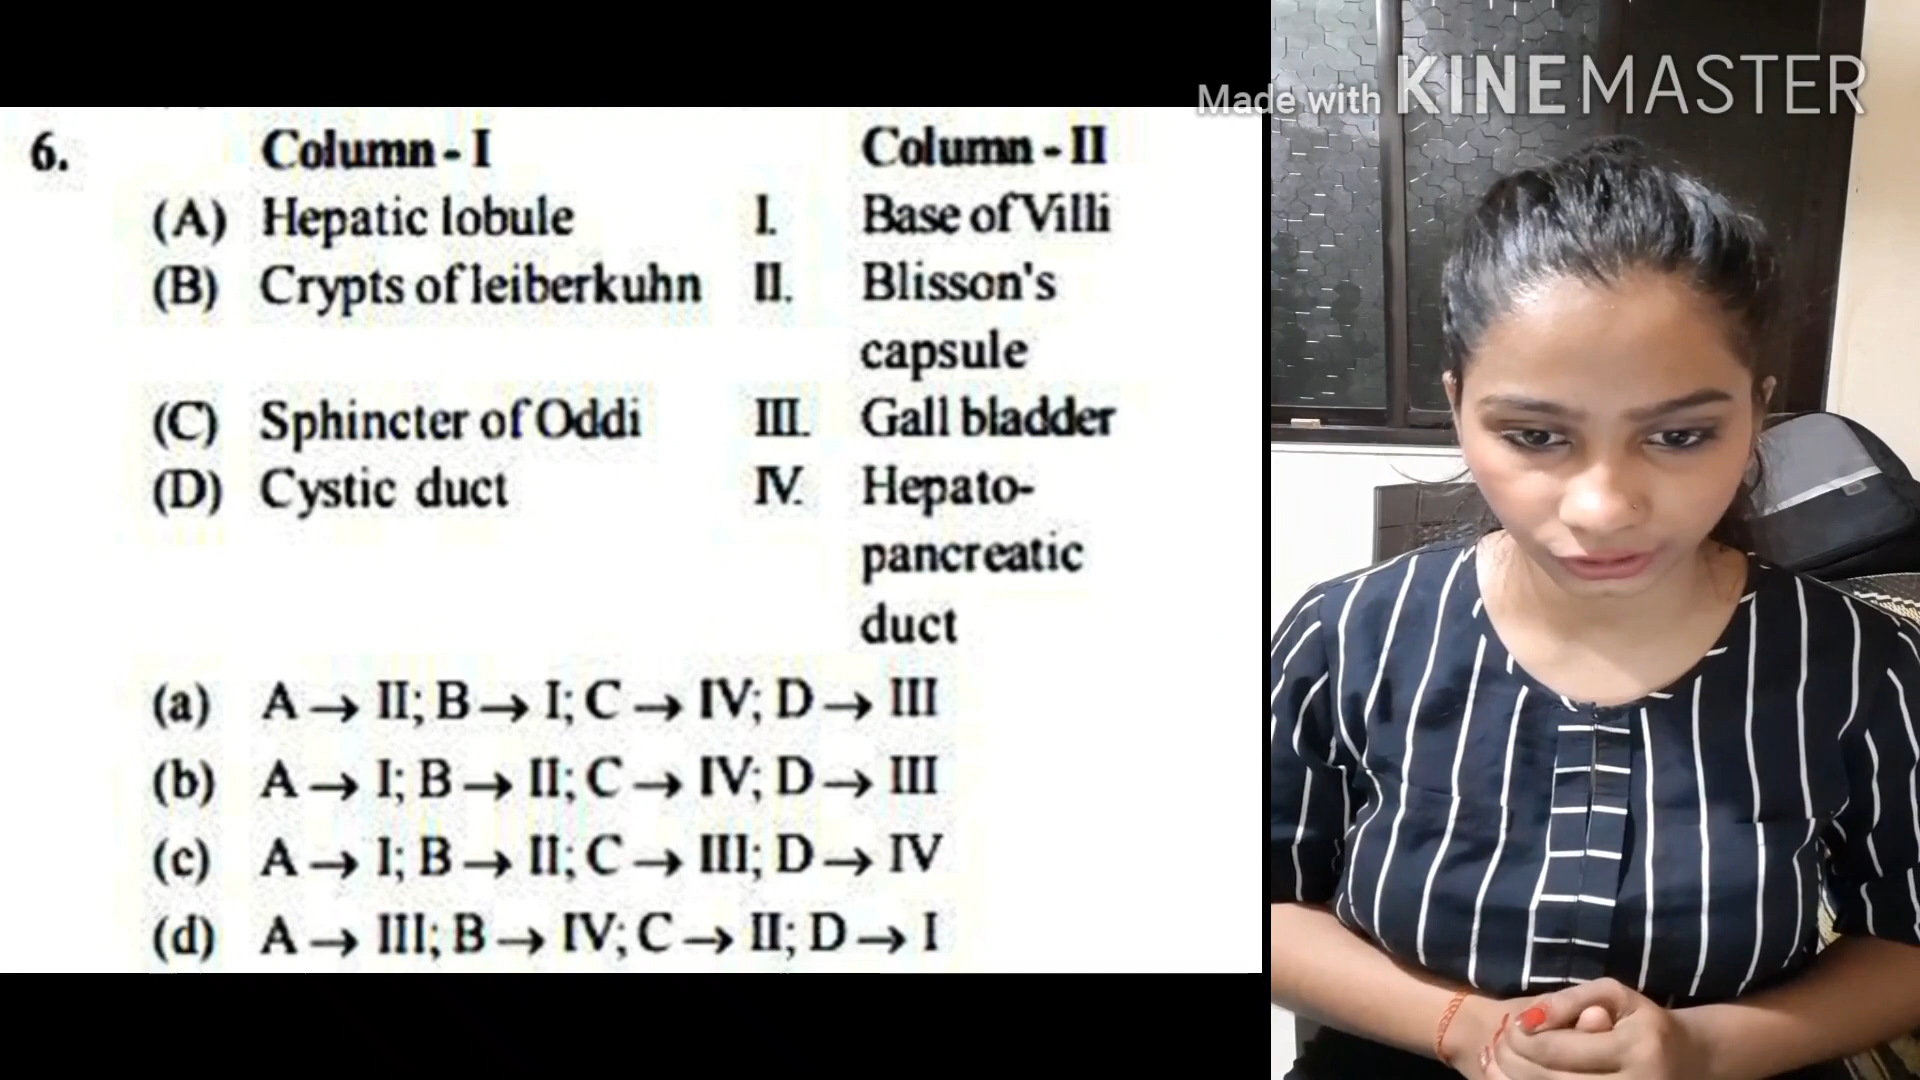 Made with KINEMASTER
6. Column - I Column - II
(A) Hepatic lobule I. Base of Villi
(B) Crypts of leiberkuhn II. Blisson's
capsule
(C) Sphincter of Oddi III. Gall bladder
(D) Cystic duct IV. Hepato-
pancreatic
duct
(a) A → II; B → I; C → IV; D → III
(b) A → I; B → II; C → IV; D → III
(c) A → I; B → II; C → III; D → IV
(d) A → III; B → IV; C → II; D → I